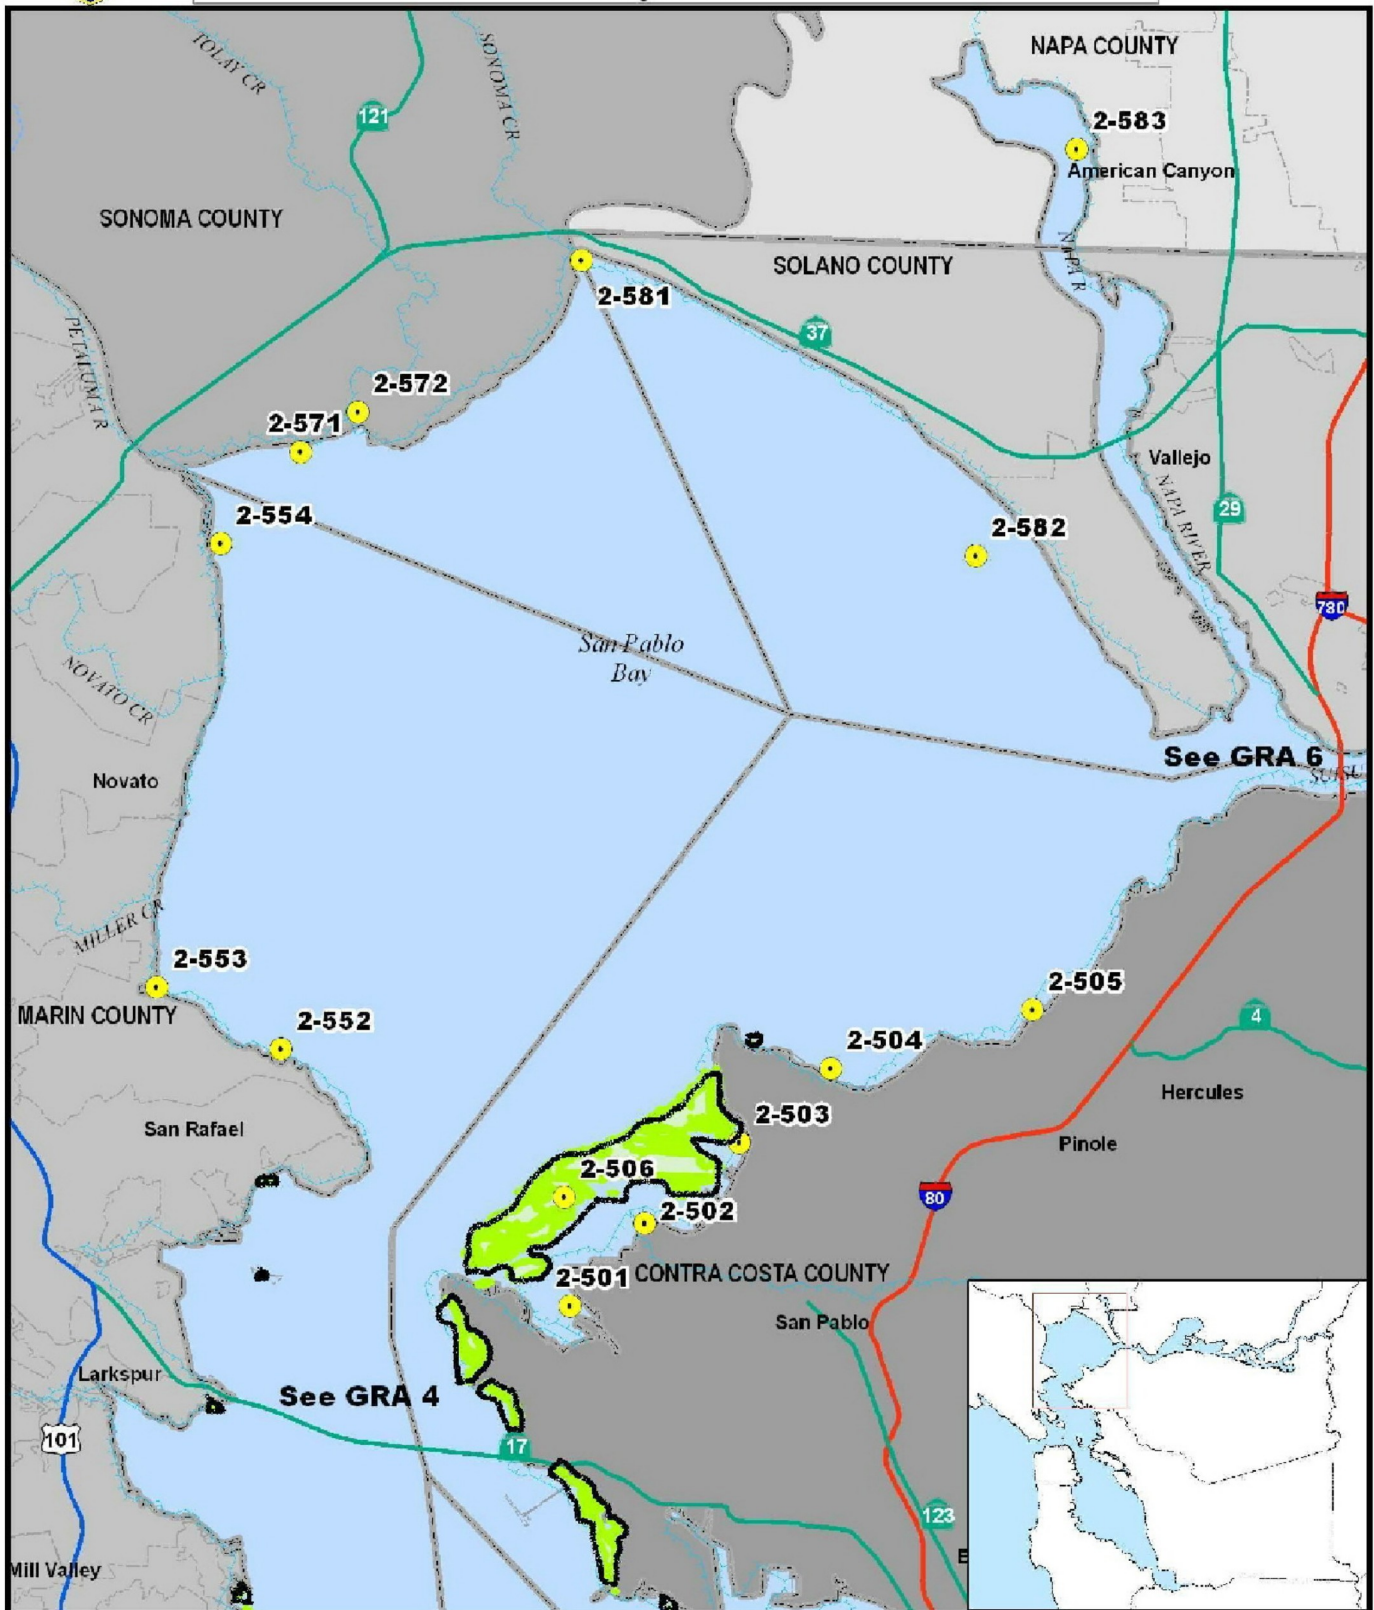 NAPA COUNTY
TOLAY CR
SONOMA CR
121
2-583
American Canyon
SONOMA COUNTY
NAPA R
SOLANO COUNTY
2-581
37
PETALUMA R
2-572
2-571
Vallejo
NAPA RIVER
29
2-554
2-582
780
San Pablo
Bay
NOVATO CR
See GRA 6
SUISU
Novato
MILLER CR
2-553
2-505
MARIN COUNTY
2-552
2-504
4
Hercules
San Rafael
2-503
Pinole
2-506
80
2-502
2-501
CONTRA COSTA COUNTY
San Pablo
Larkspur
See GRA 4
101
17
123
E
Mill Valley